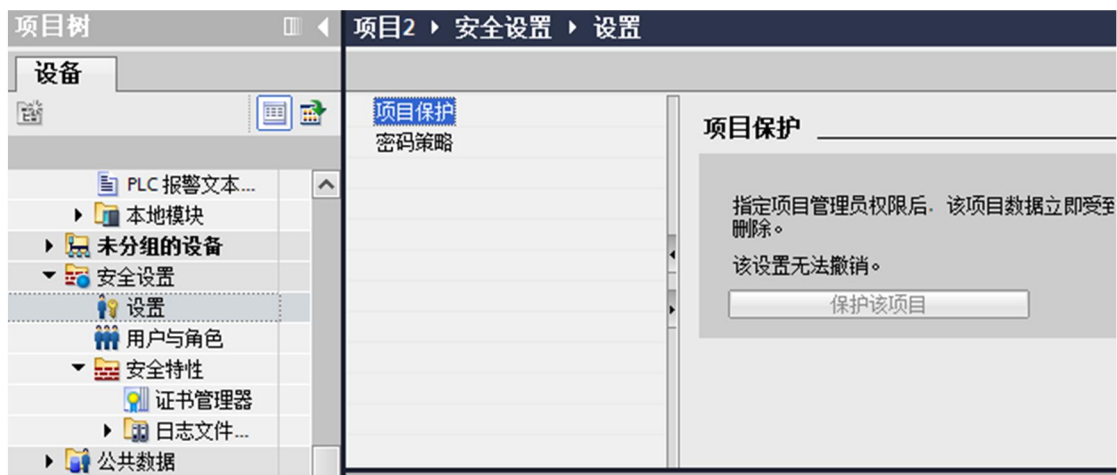 项目树
设备
PLC 报警文本...
本地模块
未分组的设备
安全设置
设置
用户与角色
安全特性
证书管理器
日志文件...
公共数据
项目2 ▸ 安全设置 ▸ 设置
项目保护
密码策略
项目保护
指定项目管理员权限后. 该项目数据立即受到
删除。
该设置无法撤销。
保护该项目